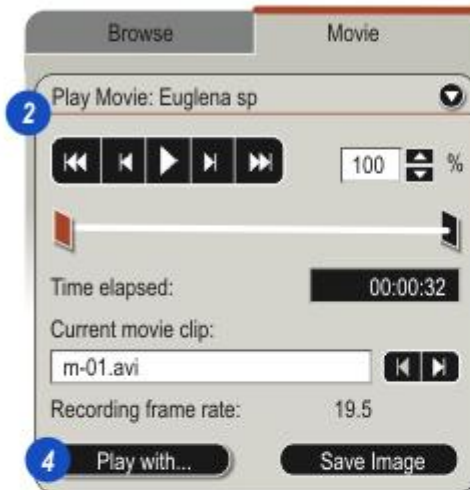 Browse Movie
2 Play Movie: Euglena sp
100 %
Time elapsed: 00:00:32
Current movie clip:
m-01.avi
Recording frame rate: 19.5
4 Play with... Save Image